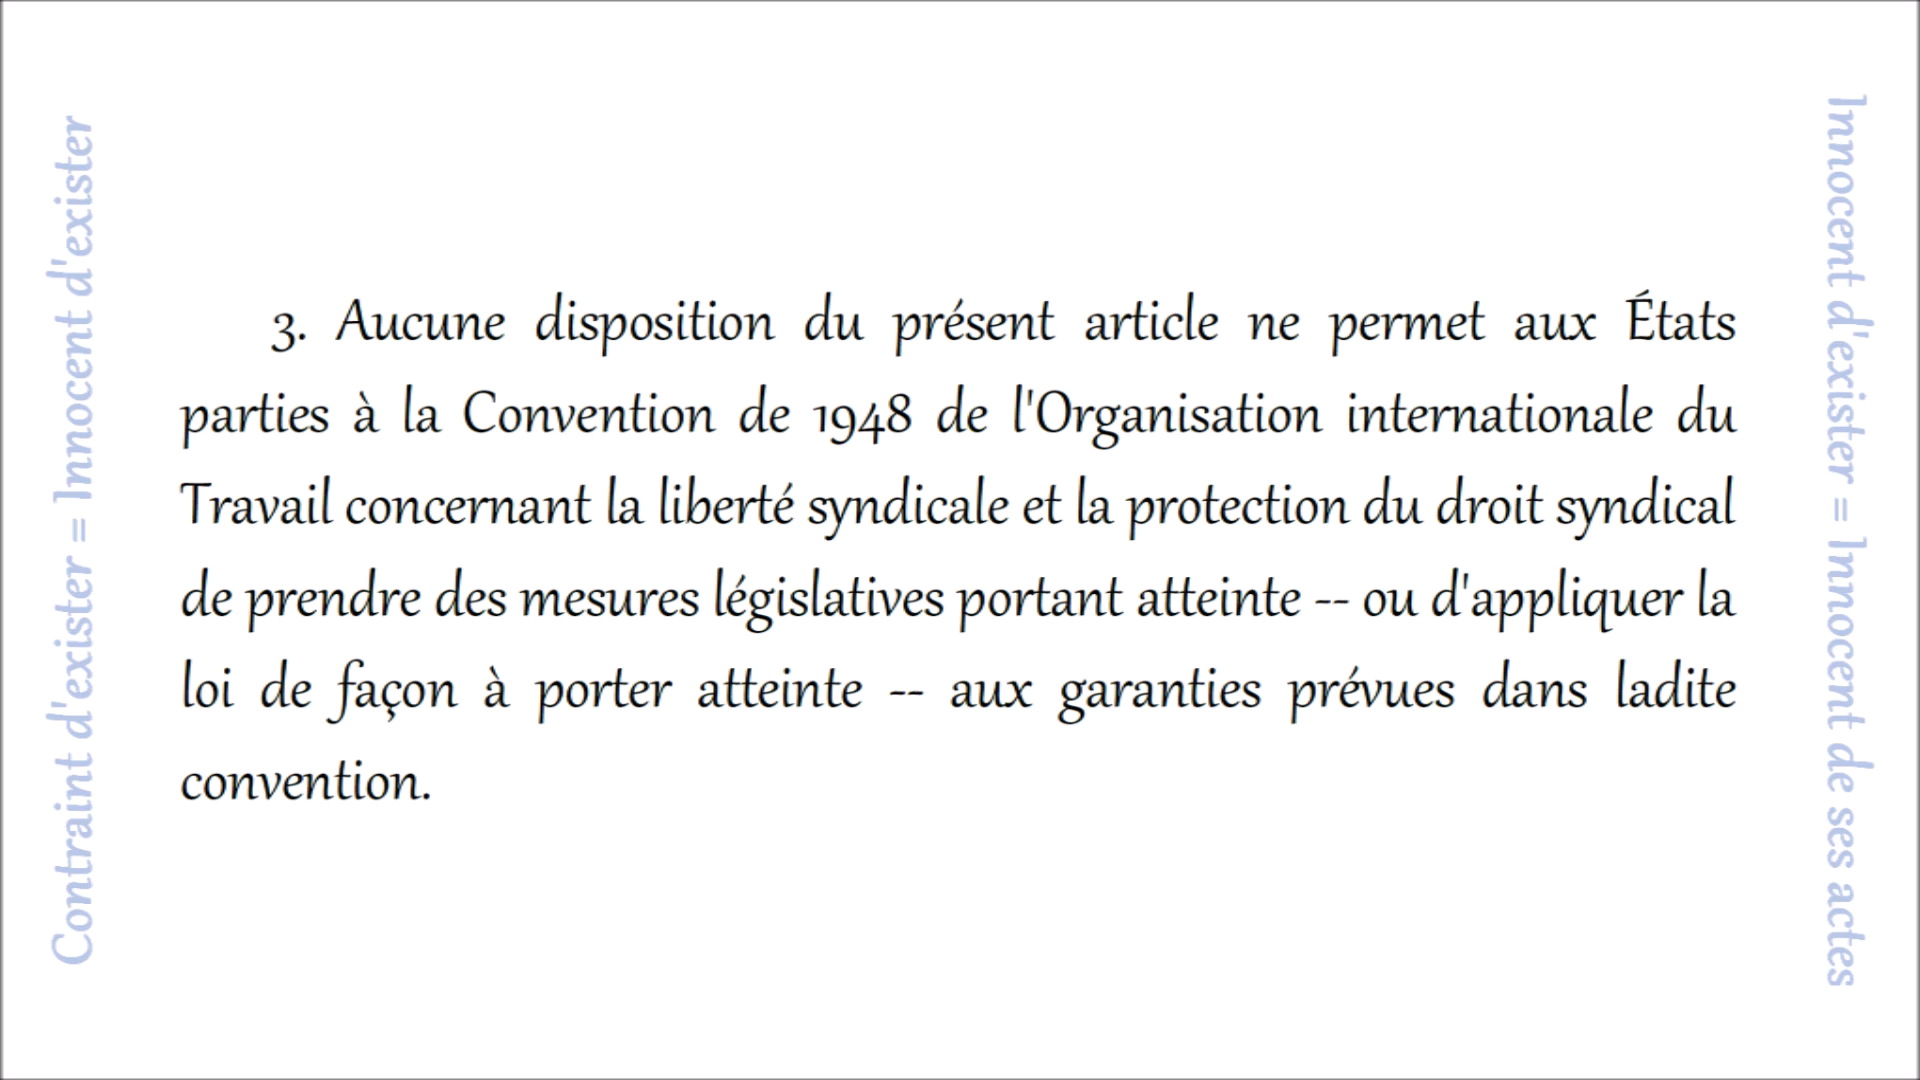 Contraint d'exister = Innocent d'exister
3. Aucune disposition du présent article ne permet aux États
parties à la Convention de 1948 de l'Organisation internationale du
Travail concernant la liberté syndicale et la protection du droit syndical
de prendre des mesures législatives portant atteinte -- ou d'appliquer la
loi de façon à porter atteinte -- aux garanties prévues dans ladite
convention.
Innocent d'exister = Innocent de ses actes